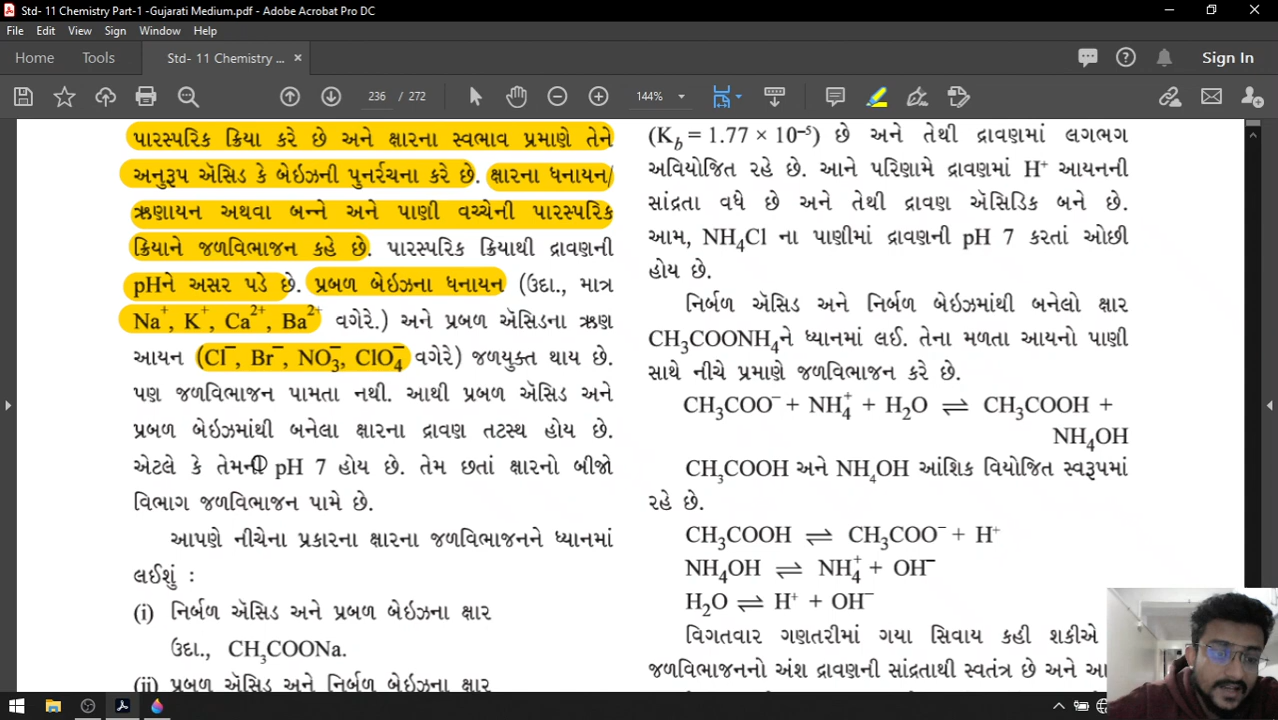 Std- 11 Chemistry Part-1 -Gujarati Medium.pdf - Adobe Acrobat Pro DC
File Edit View Sign Window Help
Home Tools Std- 11 Chemistry ... × Sign In
236 / 272 144%
પારસ્પરિક ક્રિયા કરે છે અને ક્ષારના સ્વભાવ પ્રમાણે તેને
અનુરૂપ ઍસિડ કે બેઇઝની પુનર્રચના કરે છે. ક્ષારના ધનાયન/
ઋણાયન અથવા બન્ને અને પાણી વચ્ચેની પારસ્પરિક
ક્રિયાને જળવિભાજન કહે છે. પારસ્પરિક ક્રિયાથી દ્રાવણની
pHને અસર પડે છે. પ્રબળ બેઇઝના ધનાયન (ઉદા., માત્ર
Na⁺, K⁺, Ca²⁺, Ba²⁺ વગેરે.) અને પ્રબળ ઍસિડના ઋણ
આયન (Cl⁻, Br⁻, NO₃⁻, ClO₄⁻ વગેરે) જળયુક્ત થાય છે.
પણ જળવિભાજન પામતા નથી. આથી પ્રબળ ઍસિડ અને
પ્રબળ બેઇઝમાંથી બનેલા ક્ષારના દ્રાવણ તટસ્થ હોય છે.
એટલે કે તેમની pH 7 હોય છે. તેમ છતાં ક્ષારનો બીજો
વિભાગ જળવિભાજન પામે છે.
આપણે નીચેના પ્રકારના ક્ષારના જળવિભાજનને ધ્યાનમાં
લઈશું :
(i) નિર્બળ ઍસિડ અને પ્રબળ બેઇઝના ક્ષાર
ઉદા., CH₃COONa.
(ii) પ્રબળ ઍસિડ અને નિર્બળ બેઇઝના ક્ષાર
(K_b = 1.77 × 10⁻⁵) છે અને તેથી દ્રાવણમાં લગભગ
અવિયોજિત રહે છે. આને પરિણામે દ્રાવણમાં H⁺ આયનની
સાંદ્રતા વધે છે અને તેથી દ્રાવણ ઍસિડિક બને છે.
આમ, NH₄Cl ના પાણીમાં દ્રાવણની pH 7 કરતાં ઓછી
હોય છે.
નિર્બળ ઍસિડ અને નિર્બળ બેઇઝમાંથી બનેલો ક્ષાર
CH₃COONH₄ને ધ્યાનમાં લઈ. તેના મળતા આયનો પાણી
સાથે નીચે પ્રમાણે જળવિભાજન કરે છે.
CH₃COO⁻ + NH₄⁺ + H₂O ⇌ CH₃COOH +
NH₄OH
CH₃COOH અને NH₄OH આંશિક વિયોજિત સ્વરૂપમાં
રહે છે.
CH₃COOH ⇌ CH₃COO⁻ + H⁺
NH₄OH ⇌ NH₄⁺ + OH⁻
H₂O ⇌ H⁺ + OH⁻
વિગતવાર ગણતરીમાં ગયા સિવાય કહી શકીએ
જળવિભાજનનો અંશ દ્રાવણની સાંદ્રતાથી સ્વતંત્ર છે અને